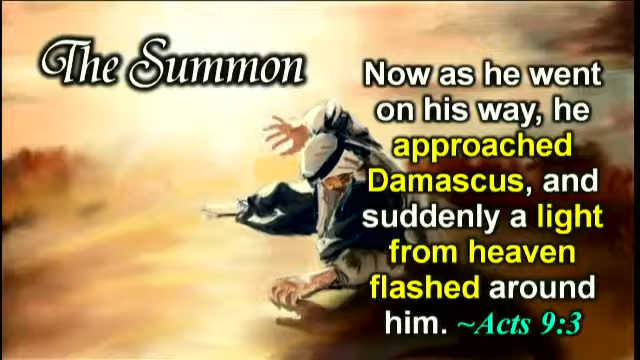 The Summon
Now as he went
on his way, he
approached
Damascus, and
suddenly a light
from heaven
flashed around
him. ~Acts 9:3